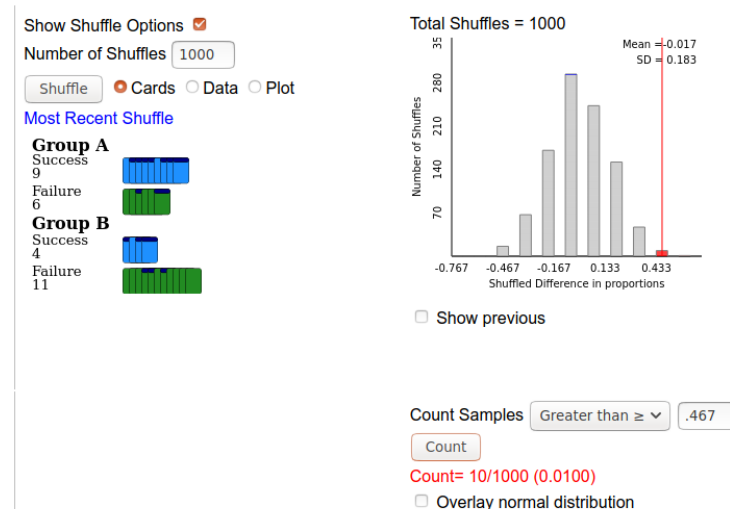 Show Shuffle Options
Number of Shuffles 1000
Shuffle Cards Data Plot
Most Recent Shuffle
Group A
Success
9
Failure
6
Group B
Success
4
Failure
11
Total Shuffles = 1000
Mean = -0.017
SD = 0.183
Number of Shuffles
35
280
210
140
70
-0.767 -0.467 -0.167 0.133 0.433
Shuffled Difference in proportions
Show previous
Count Samples Greater than ≥ .467
Count
Count= 10/1000 (0.0100)
Overlay normal distribution